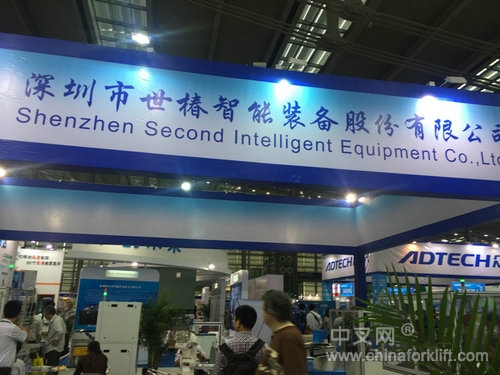 深圳市世椿智能装备股份有限公司
Shenzhen Second Intelligent Equipment Co.,Ltd
ADTECH
中叉网®
www.chinaforklift.com